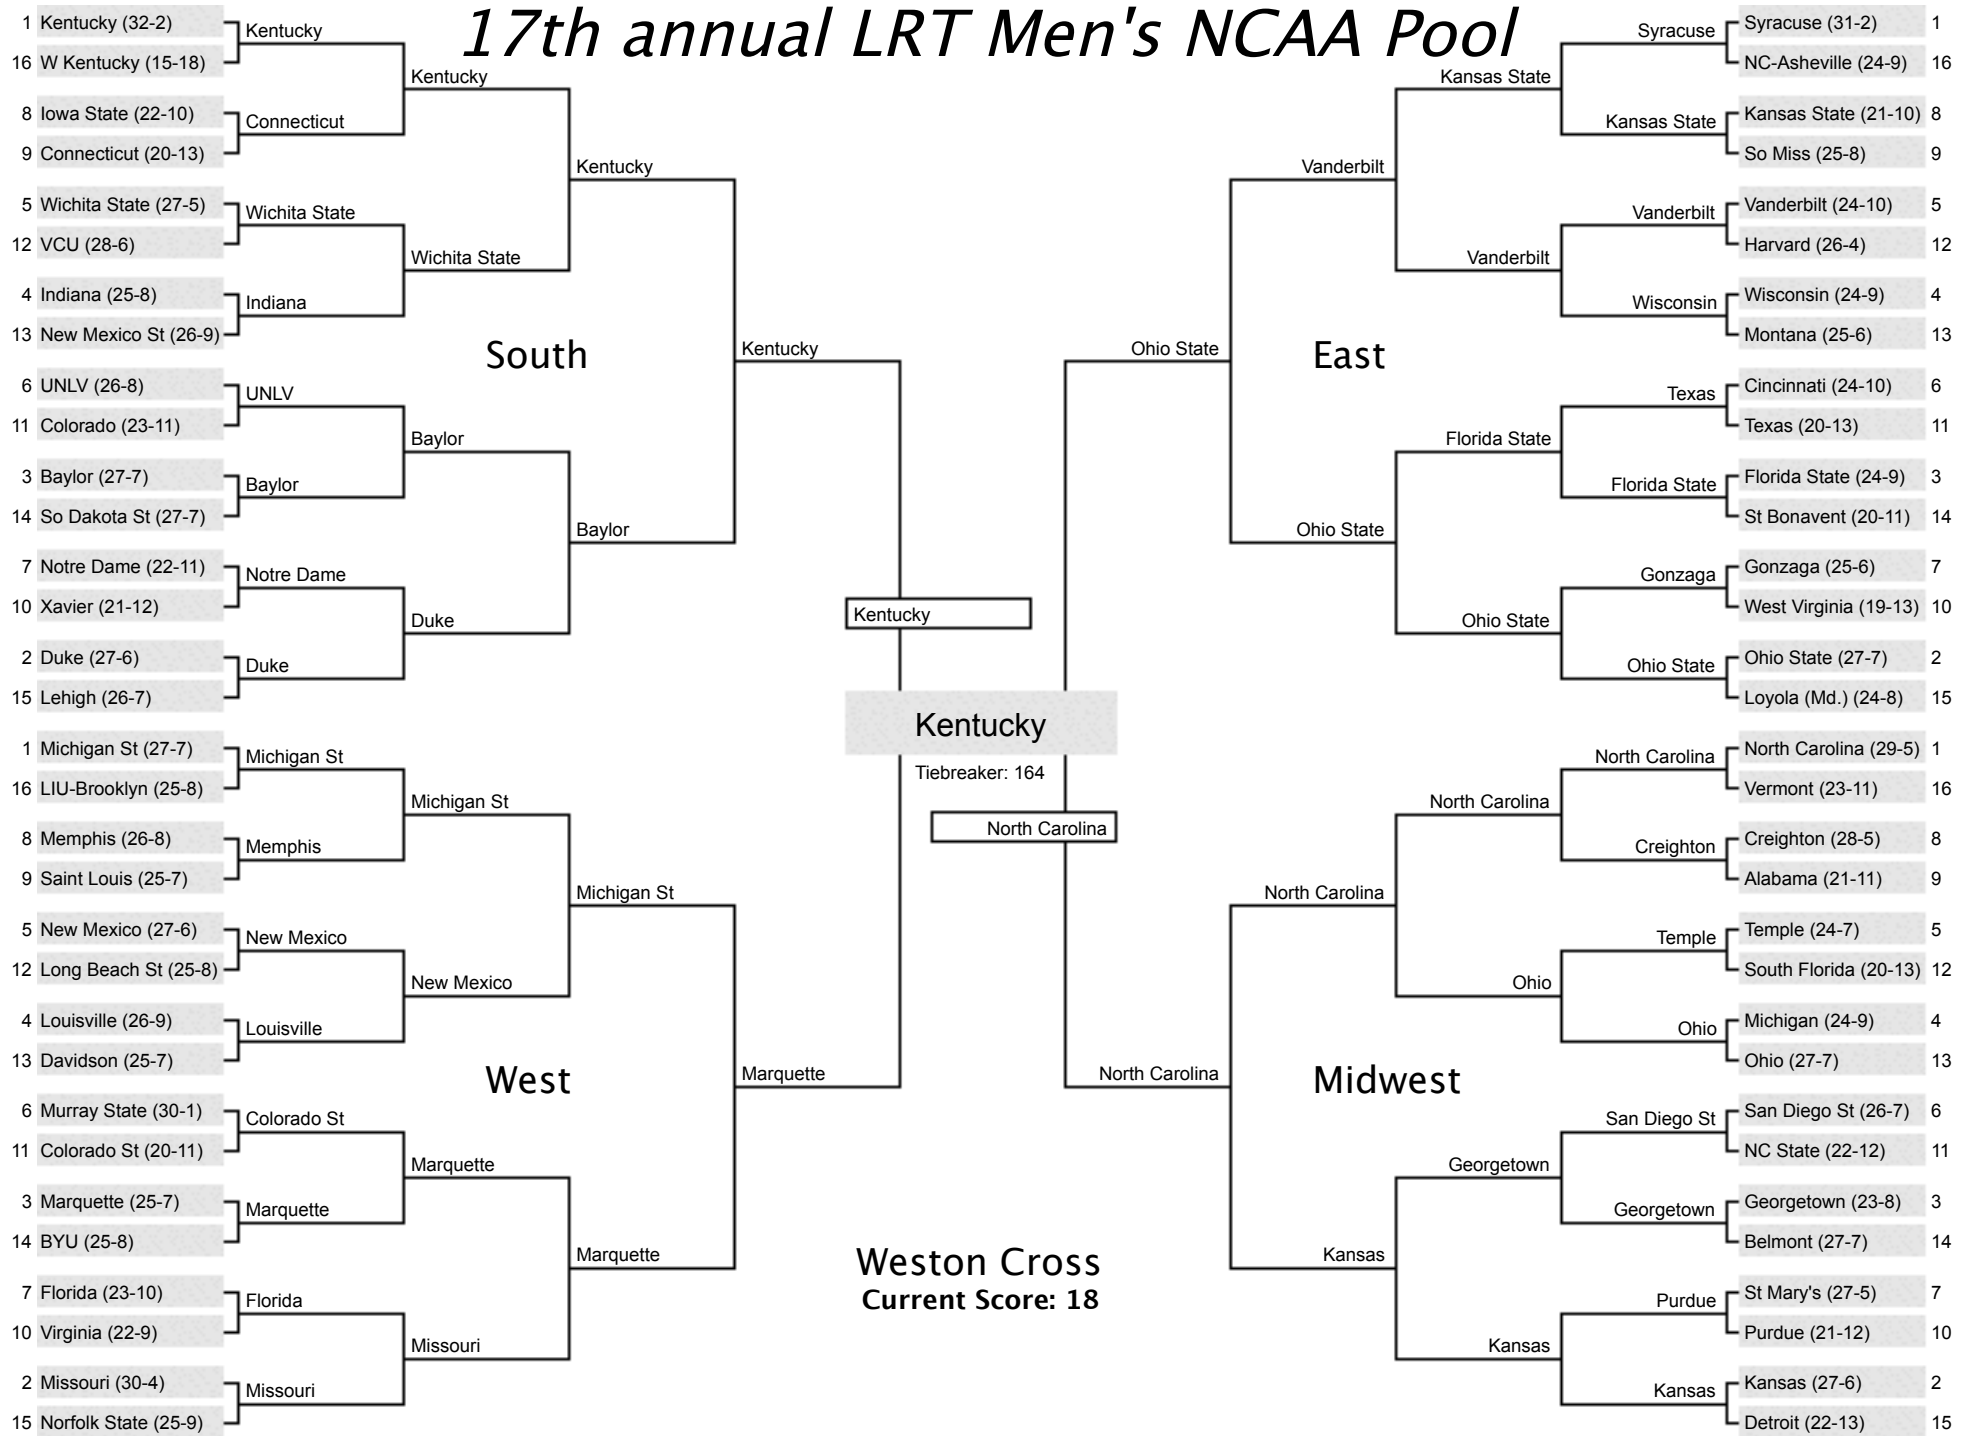 17th annual LRT Men's NCAA Pool
1 Kentucky (32-2)
16 W Kentucky (15-18)
8 Iowa State (22-10)
9 Connecticut (20-13)
5 Wichita State (27-5)
12 VCU (28-6)
4 Indiana (25-8)
13 New Mexico St (26-9)
6 UNLV (26-8)
11 Colorado (23-11)
3 Baylor (27-7)
14 So Dakota St (27-7)
7 Notre Dame (22-11)
10 Xavier (21-12)
2 Duke (27-6)
15 Lehigh (26-7)
Kentucky
Connecticut
Wichita State
Indiana
UNLV
Baylor
Notre Dame
Duke
Kentucky
Wichita State
Baylor
Duke
Kentucky
Baylor
South
Kentucky
1 Michigan St (27-7)
16 LIU-Brooklyn (25-8)
8 Memphis (26-8)
9 Saint Louis (25-7)
5 New Mexico (27-6)
12 Long Beach St (25-8)
4 Louisville (26-9)
13 Davidson (25-7)
6 Murray State (30-1)
11 Colorado St (20-11)
3 Marquette (25-7)
14 BYU (25-8)
7 Florida (23-10)
10 Virginia (22-9)
2 Missouri (30-4)
15 Norfolk State (25-9)
Michigan St
Memphis
New Mexico
Louisville
Colorado St
Marquette
Florida
Missouri
Michigan St
New Mexico
Marquette
Missouri
Michigan St
Marquette
West
Marquette
Kentucky
Kentucky
Tiebreaker: 164
North Carolina
Weston Cross
Current Score: 18
Syracuse (31-2) 1
NC-Asheville (24-9) 16
Kansas State (21-10) 8
So Miss (25-8) 9
Vanderbilt (24-10) 5
Harvard (26-4) 12
Wisconsin (24-9) 4
Montana (25-6) 13
Cincinnati (24-10) 6
Texas (20-13) 11
Florida State (24-9) 3
St Bonavent (20-11) 14
Gonzaga (25-6) 7
West Virginia (19-13) 10
Ohio State (27-7) 2
Loyola (Md.) (24-8) 15
Syracuse
Kansas State
Vanderbilt
Wisconsin
Texas
Florida State
Gonzaga
Ohio State
Kansas State
Vanderbilt
Florida State
Ohio State
Vanderbilt
Ohio State
East
Ohio State
North Carolina (29-5) 1
Vermont (23-11) 16
Creighton (28-5) 8
Alabama (21-11) 9
Temple (24-7) 5
South Florida (20-13) 12
Michigan (24-9) 4
Ohio (27-7) 13
San Diego St (26-7) 6
NC State (22-12) 11
Georgetown (23-8) 3
Belmont (27-7) 14
St Mary's (27-5) 7
Purdue (21-12) 10
Kansas (27-6) 2
Detroit (22-13) 15
North Carolina
Creighton
Temple
Ohio
San Diego St
Georgetown
Purdue
Kansas
North Carolina
Ohio
Georgetown
Kansas
North Carolina
Kansas
Midwest
North Carolina